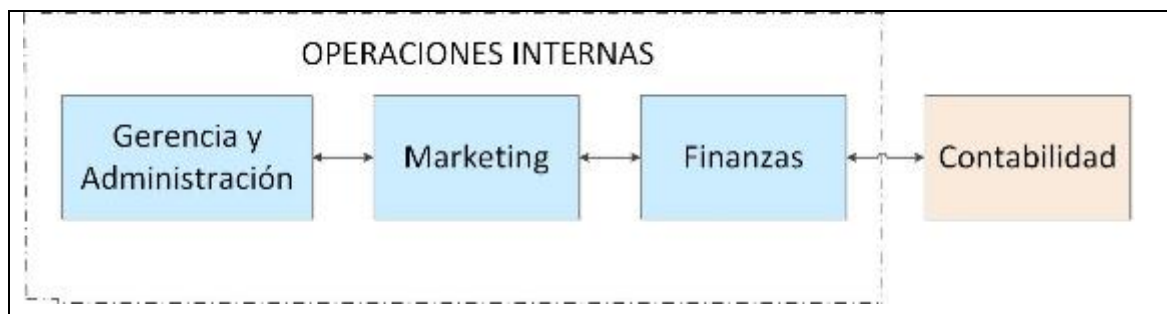 OPERACIONES INTERNAS
Gerencia y
Administración
Marketing
Finanzas
Contabilidad